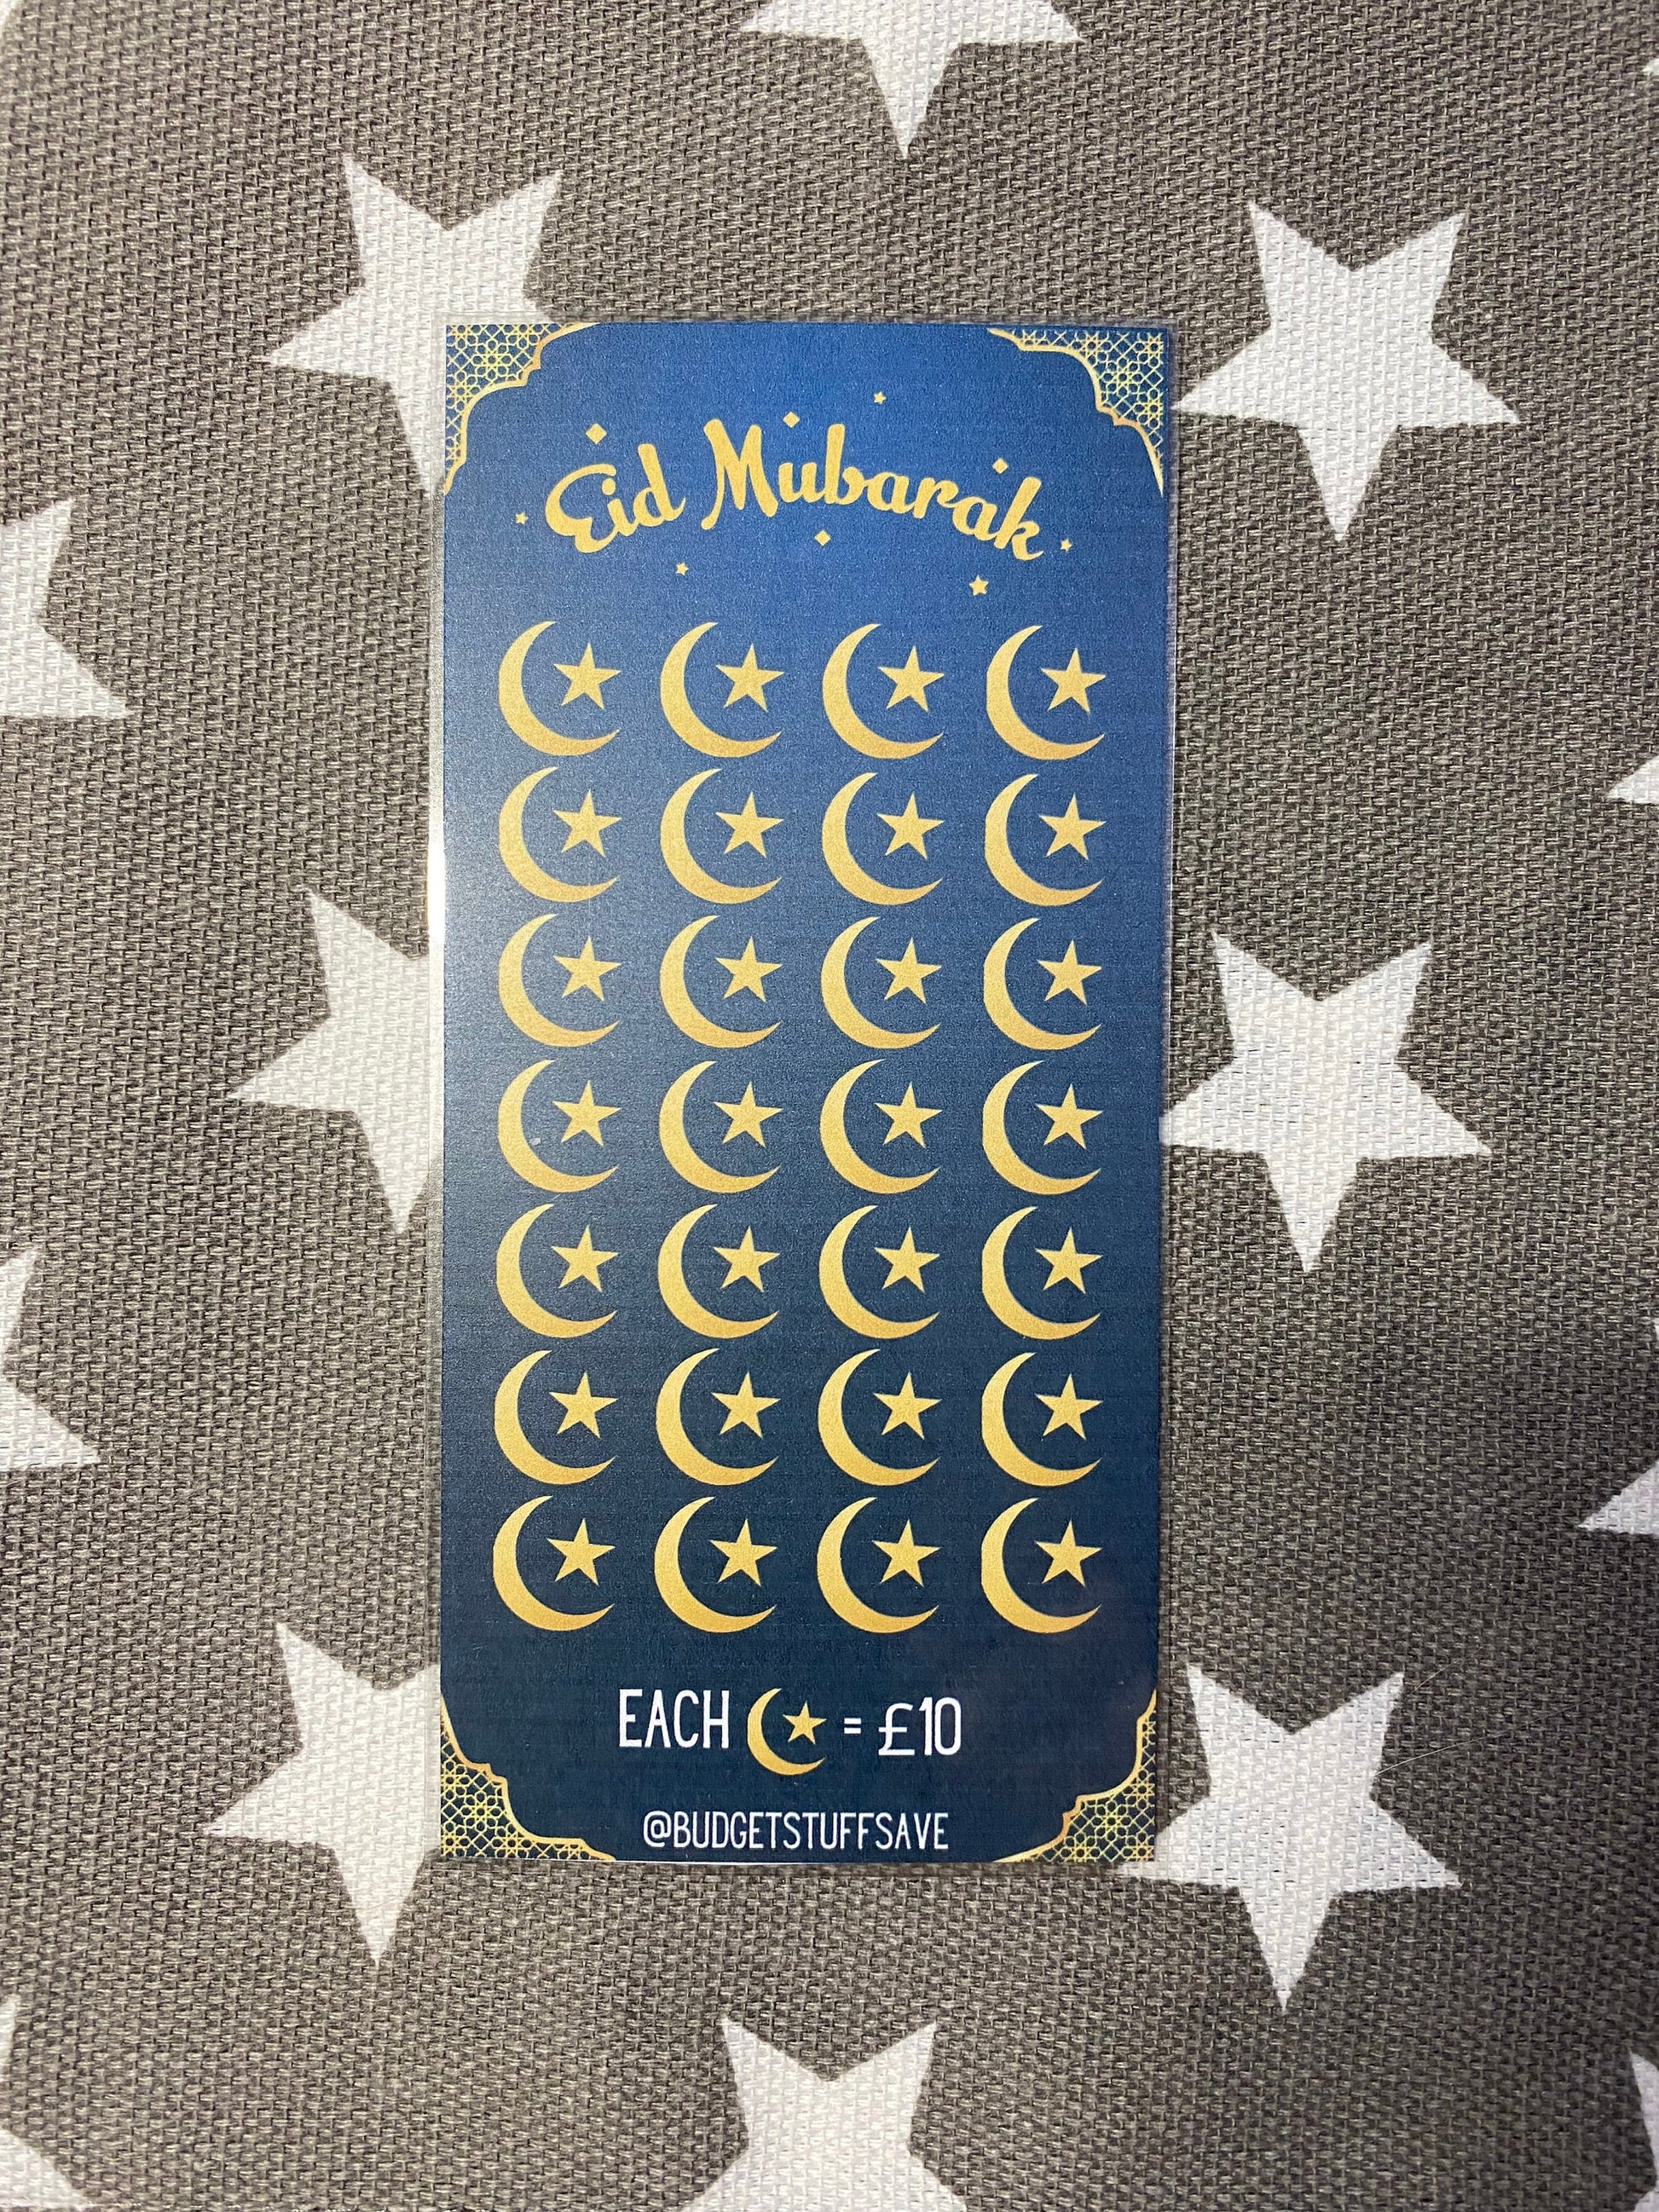 Eid Mubarak
EACH = £10
@BUDGETSTUFFSAVE